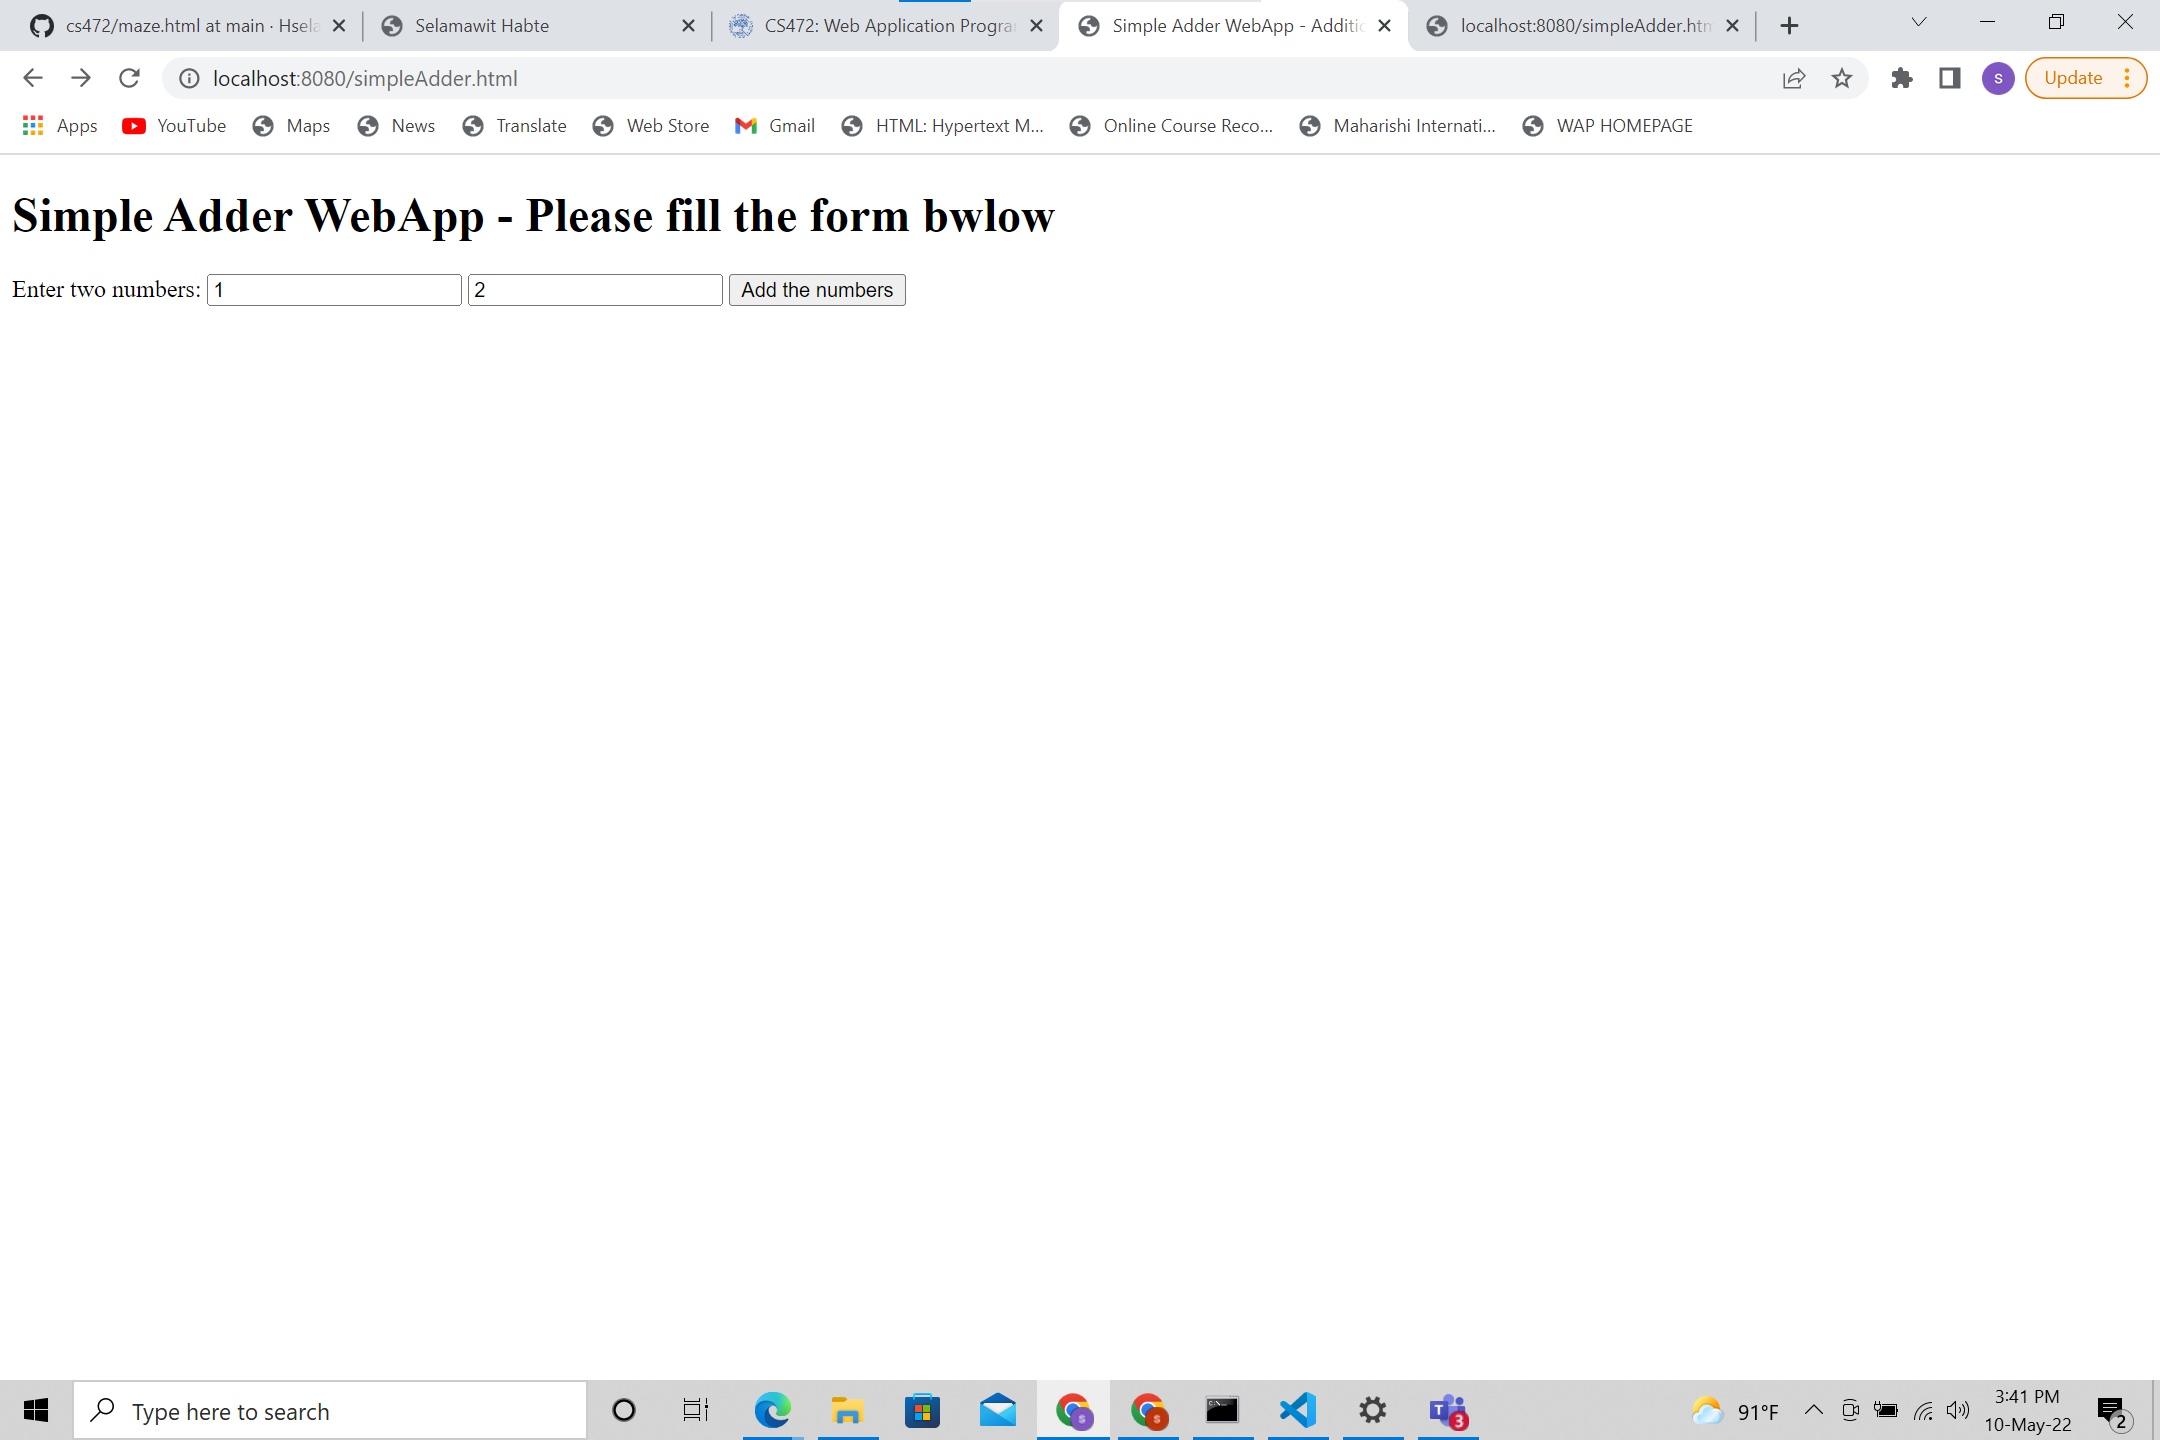 cs472/maze.html at main · Hsela
Selamawit Habte
CS472: Web Application Progra
Simple Adder WebApp - Additi
localhost:8080/simpleAdder.htm
localhost:8080/simpleAdder.html
s
Update
Apps
YouTube
Maps
News
Translate
Web Store
Gmail
HTML: Hypertext M...
Online Course Reco...
Maharishi Internati...
WAP HOMEPAGE
Simple Adder WebApp - Please fill the form bwlow
Enter two numbers: 1 2 Add the numbers
Type here to search
s
s
T
3
91°F
3:41 PM
10-May-22
2